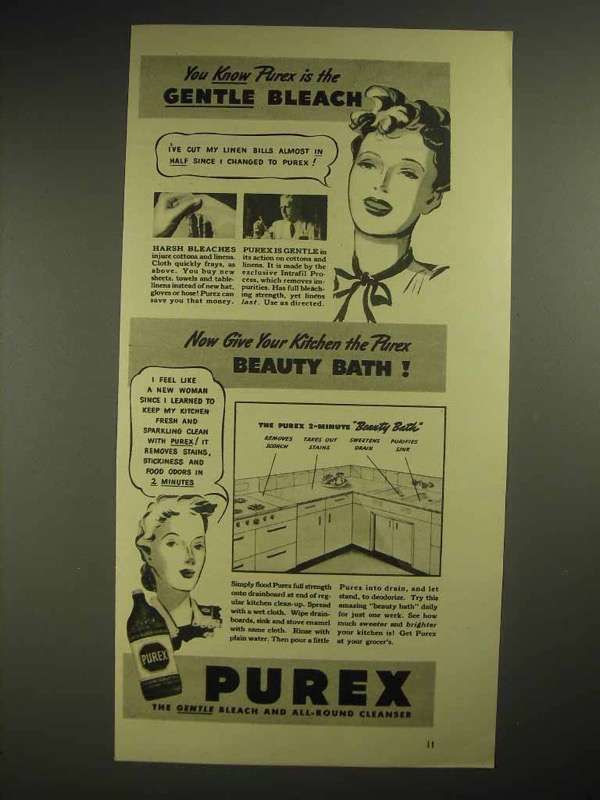 You Know Purex is the
GENTLE BLEACH
I'VE CUT MY LINEN BILLS ALMOST IN
HALF SINCE I CHANGED TO PUREX!
HARSH BLEACHES
injure cottons and linens.
Cloth quickly frays, as
above. You buy new
sheets, towels and table-
linens instead of new hat,
gloves or hose! Purex can
save you that money.
PUREX IS GENTLE in
its action on cottons and
linens. It is made by the
exclusive Intrafil Pro-
cess, which removes im-
purities. Has full bleach-
ing strength, yet linens
last. Use as directed.
Now Give Your Kitchen the Purex
BEAUTY BATH!
I FEEL LIKE
A NEW WOMAN
SINCE I LEARNED TO
KEEP MY KITCHEN
FRESH AND
SPARKLING CLEAN
WITH PUREX! IT
REMOVES STAINS,
STICKINESS AND
FOOD ODORS IN
2 MINUTES
THE PUREX 2-MINUTE "Beauty Bath"
REMOVES SCORCH
TAKES OUT STAINS
SWEETENS DRAIN
PURIFIES SINK
Simply flood Purex full strength
onto drainboard at end of reg-
ular kitchen clean-up. Spread
with a wet cloth. Wipe drain-
boards, sink and stove enamel
with same cloth. Rinse with
plain water. Then pour a little
Purex into drain, and let
stand, to deodorize. Try this
amazing "beauty bath" daily
for just one week. See how
much sweeter and brighter
your kitchen is! Get Purex
at your grocer's.
PUREX
PUREX
THE GENTLE BLEACH AND ALL-ROUND CLEANSER
11